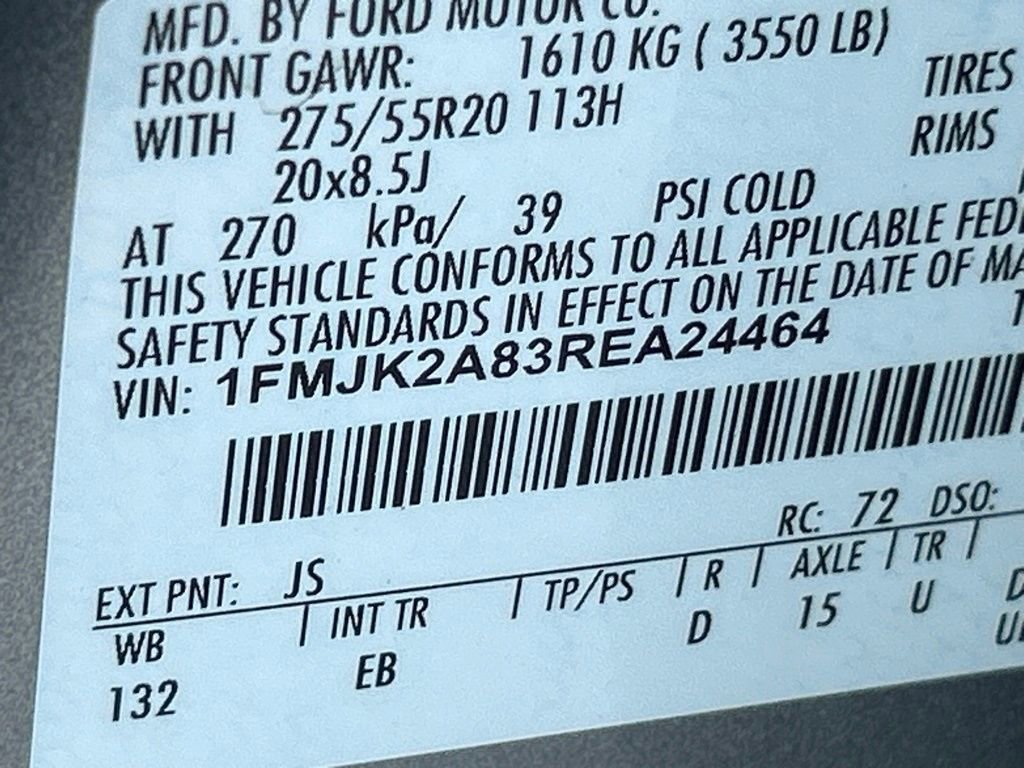 MFD. BY FORD MOTOR CO.
FRONT GAWR: 1610 KG ( 3550 LB)
WITH 275/55R20 113H TIRES
20x8.5J RIMS
AT 270 kPa/ 39 PSI COLD
THIS VEHICLE CONFORMS TO ALL APPLICABLE FEDE
SAFETY STANDARDS IN EFFECT ON THE DATE OF MA
VIN: 1FMJK2A83REA24464
RC: 72 DSO:
EXT PNT: JS
WB | INT TR | TP/PS | R | AXLE | TR |
132 EB D 15 U